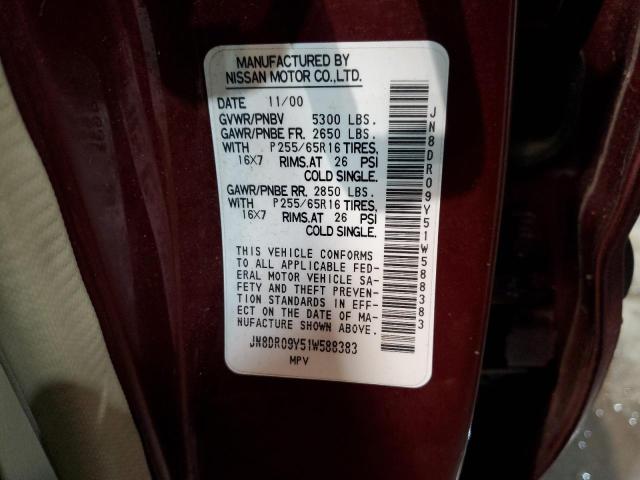 MANUFACTURED BY
NISSAN MOTOR CO.,LTD.
DATE 11/00
GVWR/PNBV 5300 LBS.
GAWR/PNBE FR. 2650 LBS.
WITH P255/65R16 TIRES,
16X7 RIMS.AT 26 PSI
COLD SINGLE.
GAWR/PNBE RR. 2850 LBS.
WITH P255/65R16 TIRES,
16X7 RIMS.AT 26 PSI
COLD SINGLE.
THIS VEHICLE CONFORMS
TO ALL APPLICABLE FED-
ERAL MOTOR VEHICLE SA-
FETY AND THEFT PREVEN-
TION STANDARDS IN EFF-
ECT ON THE DATE OF MA-
NUFACTURE SHOWN ABOVE.
JN8DR09Y51W588383
MPV
JN8DR09Y51W588383